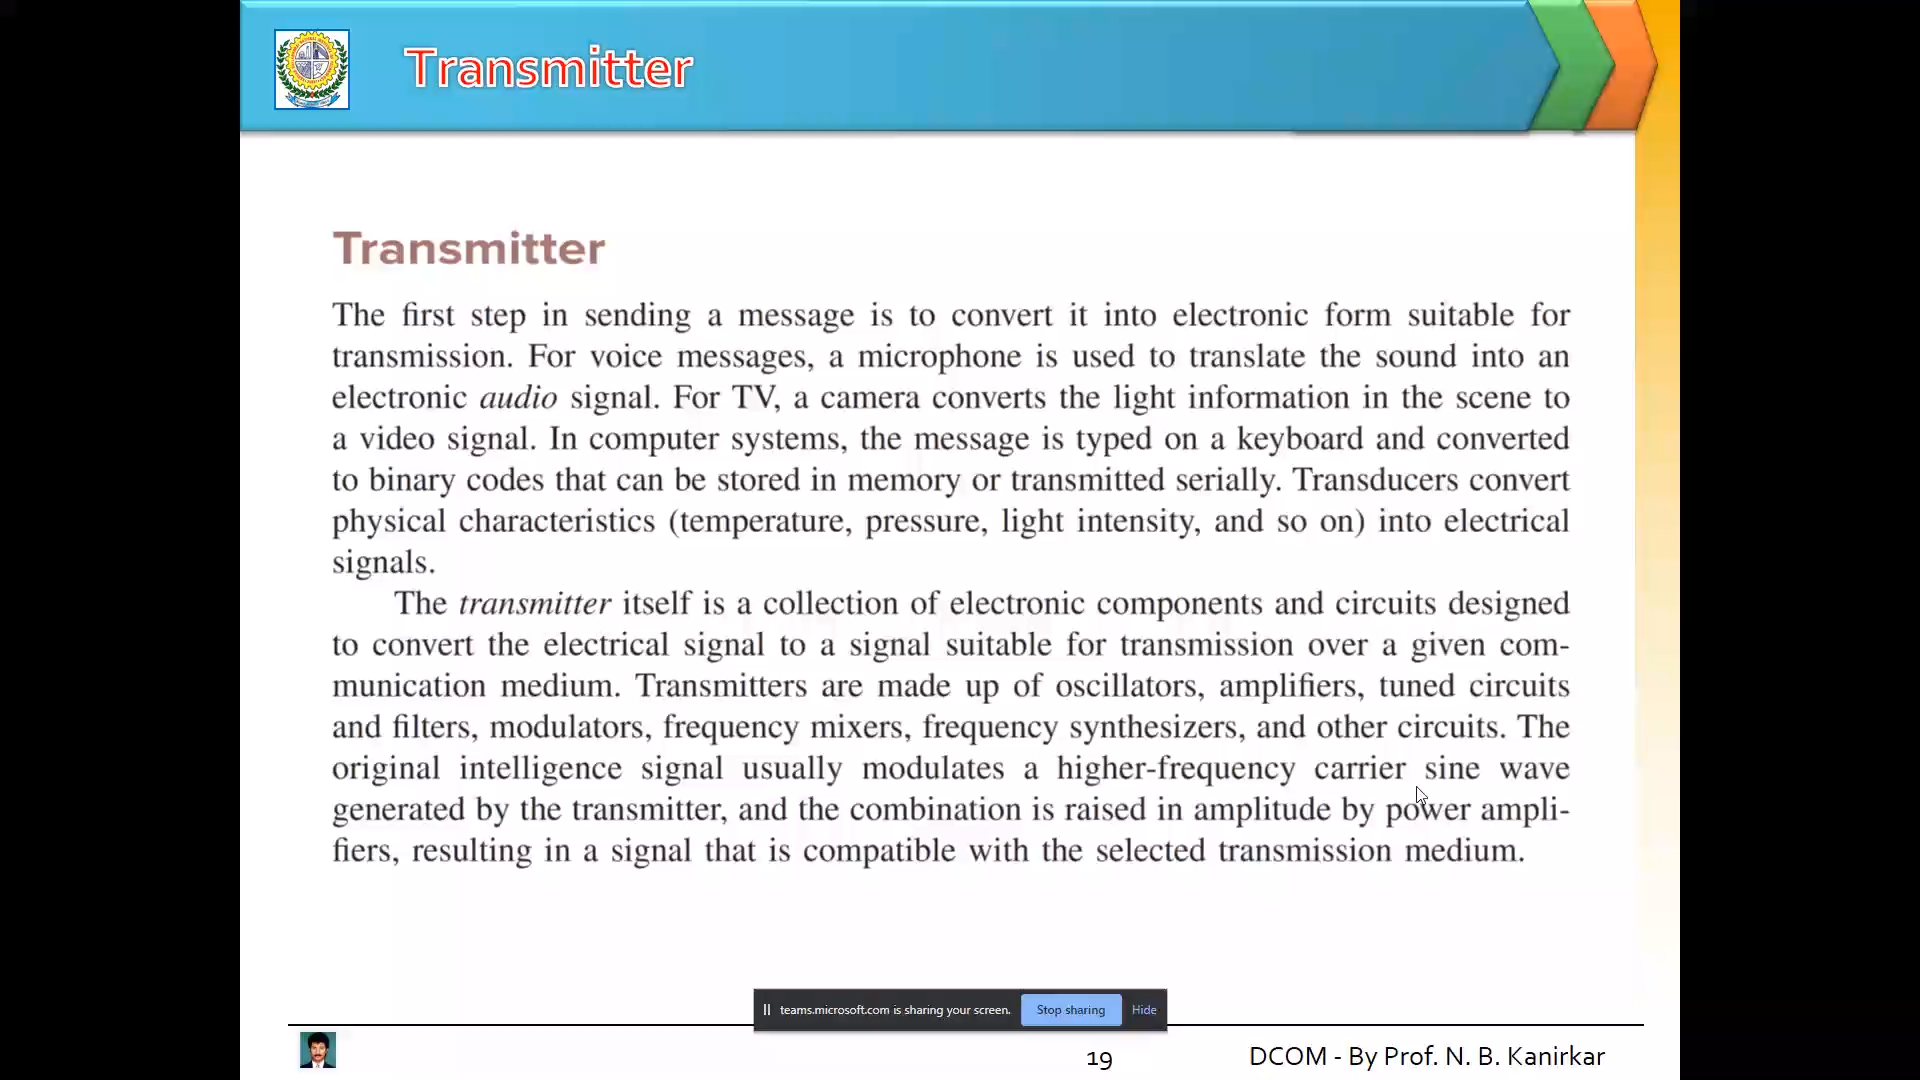 Transmitter
Transmitter
The first step in sending a message is to convert it into electronic form suitable for
transmission. For voice messages, a microphone is used to translate the sound into an
electronic audio signal. For TV, a camera converts the light information in the scene to
a video signal. In computer systems, the message is typed on a keyboard and converted
to binary codes that can be stored in memory or transmitted serially. Transducers convert
physical characteristics (temperature, pressure, light intensity, and so on) into electrical
signals.
The transmitter itself is a collection of electronic components and circuits designed
to convert the electrical signal to a signal suitable for transmission over a given com-
munication medium. Transmitters are made up of oscillators, amplifiers, tuned circuits
and filters, modulators, frequency mixers, frequency synthesizers, and other circuits. The
original intelligence signal usually modulates a higher-frequency carrier sine wave
generated by the transmitter, and the combination is raised in amplitude by power ampli-
fiers, resulting in a signal that is compatible with the selected transmission medium.
teams.microsoft.com is sharing your screen. Stop sharing Hide
19 DCOM - By Prof. N. B. Kanirkar